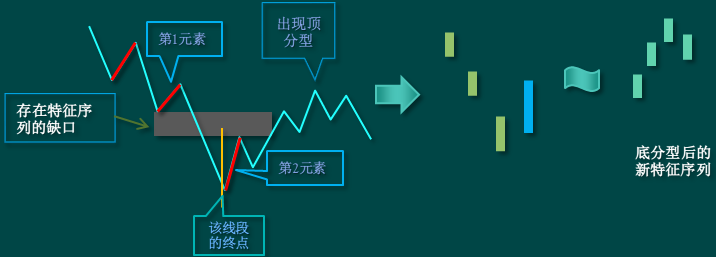 第1元素
出现顶
分型
存在特征序
列的缺口
第2元素
该线段
的终点
底分型后的
新特征序列